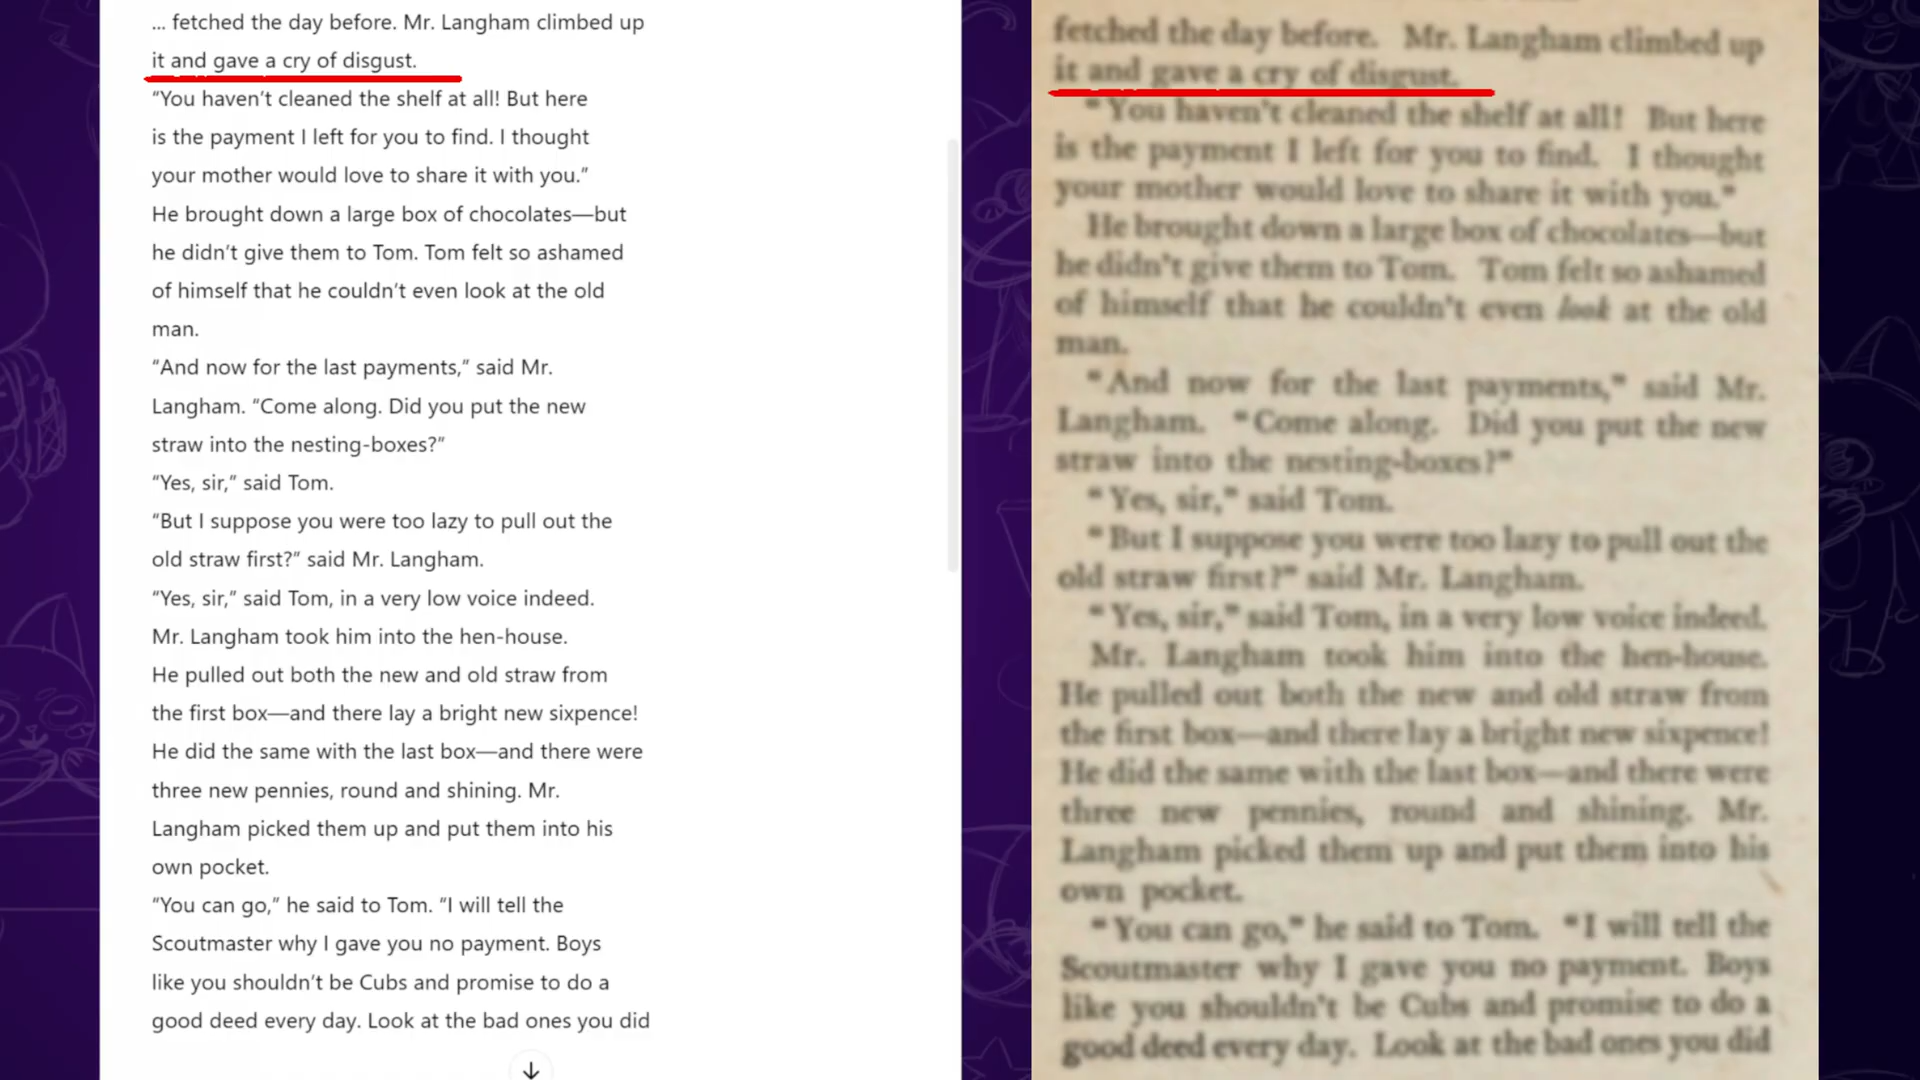 ... fetched the day before. Mr. Langham climbed up
it and gave a cry of disgust.
“You haven’t cleaned the shelf at all! But here
is the payment I left for you to find. I thought
your mother would love to share it with you.”
He brought down a large box of chocolates—but
he didn’t give them to Tom. Tom felt so ashamed
of himself that he couldn’t even look at the old
man.
“And now for the last payments,” said Mr.
Langham. “Come along. Did you put the new
straw into the nesting-boxes?”
“Yes, sir,” said Tom.
“But I suppose you were too lazy to pull out the
old straw first?” said Mr. Langham.
“Yes, sir,” said Tom, in a very low voice indeed.
Mr. Langham took him into the hen-house.
He pulled out both the new and old straw from
the first box—and there lay a bright new sixpence!
He did the same with the last box—and there were
three new pennies, round and shining. Mr.
Langham picked them up and put them into his
own pocket.
“You can go,” he said to Tom. “I will tell the
Scoutmaster why I gave you no payment. Boys
like you shouldn’t be Cubs and promise to do a
good deed every day. Look at the bad ones you did
fetched the day before. Mr. Langham climbed up
it and gave a cry of disgust.
“You haven’t cleaned the shelf at all! But here
is the payment I left for you to find. I thought
your mother would love to share it with you.”
He brought down a large box of chocolates—but
he didn’t give them to Tom. Tom felt so ashamed
of himself that he couldn’t even look at the old
man.
“And now for the last payments,” said Mr.
Langham. “Come along. Did you put the new
straw into the nesting-boxes?”
“Yes, sir,” said Tom.
“But I suppose you were too lazy to pull out the
old straw first?” said Mr. Langham.
“Yes, sir,” said Tom, in a very low voice indeed.
Mr. Langham took him into the hen-house.
He pulled out both the new and old straw from
the first box—and there lay a bright new sixpence!
He did the same with the last box—and there were
three new pennies, round and shining. Mr.
Langham picked them up and put them into his
own pocket.
“You can go,” he said to Tom. “I will tell the
Scoutmaster why I gave you no payment. Boys
like you shouldn’t be Cubs and promise to do a
good deed every day. Look at the bad ones you did